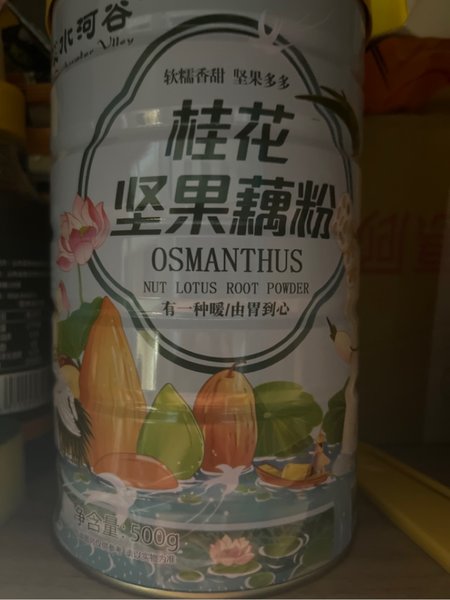 水河谷
Valley
软糯香甜 坚果多多
桂花
坚果藕粉
OSMANTHUS
NUT LOTUS ROOT POWDER
有一种暖/由胃到心
净含量:500g